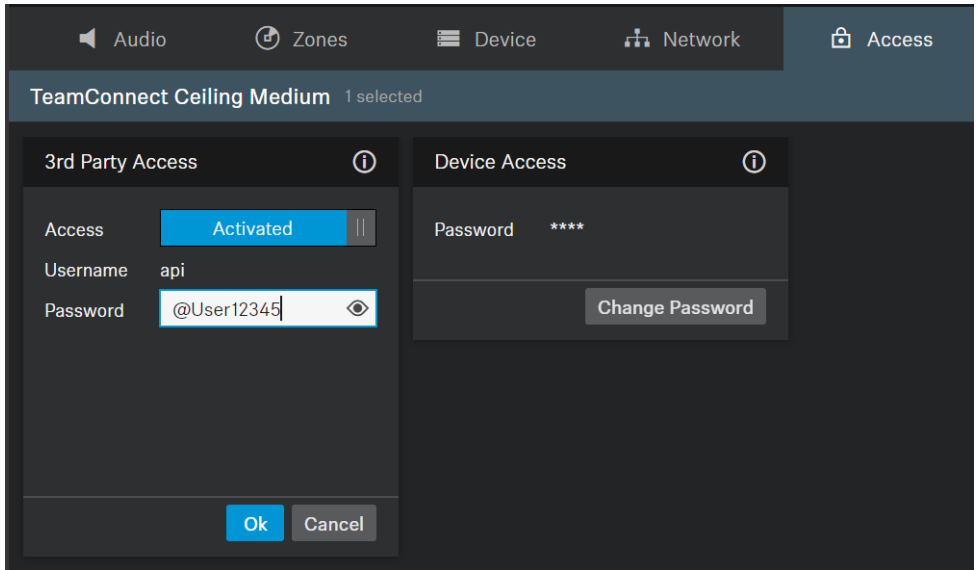 Audio
Zones
Device
Network
Access
TeamConnect Ceiling Medium 1 selected
3rd Party Access
Access Activated
Username api
Password @User12345
Ok Cancel
Device Access
Password ****
Change Password